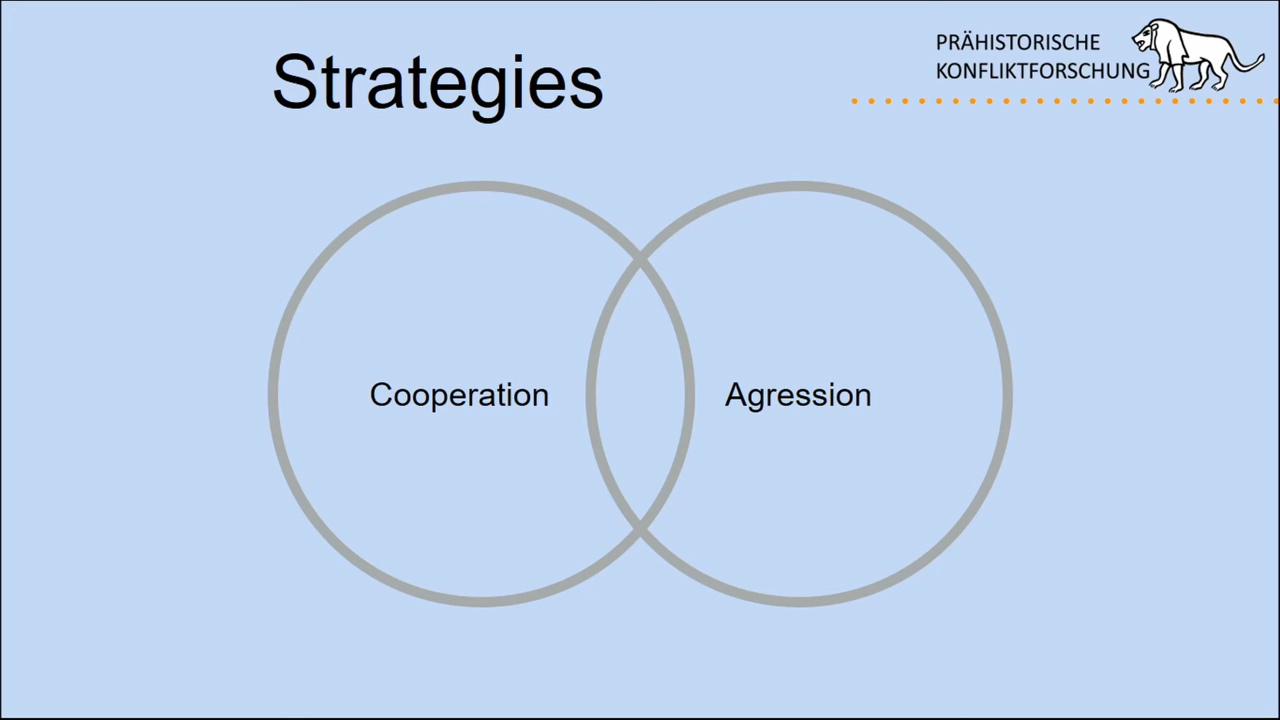 Strategies
PRÄHISTORISCHE
KONFLIKTFORSCHUNG
Cooperation
Agression